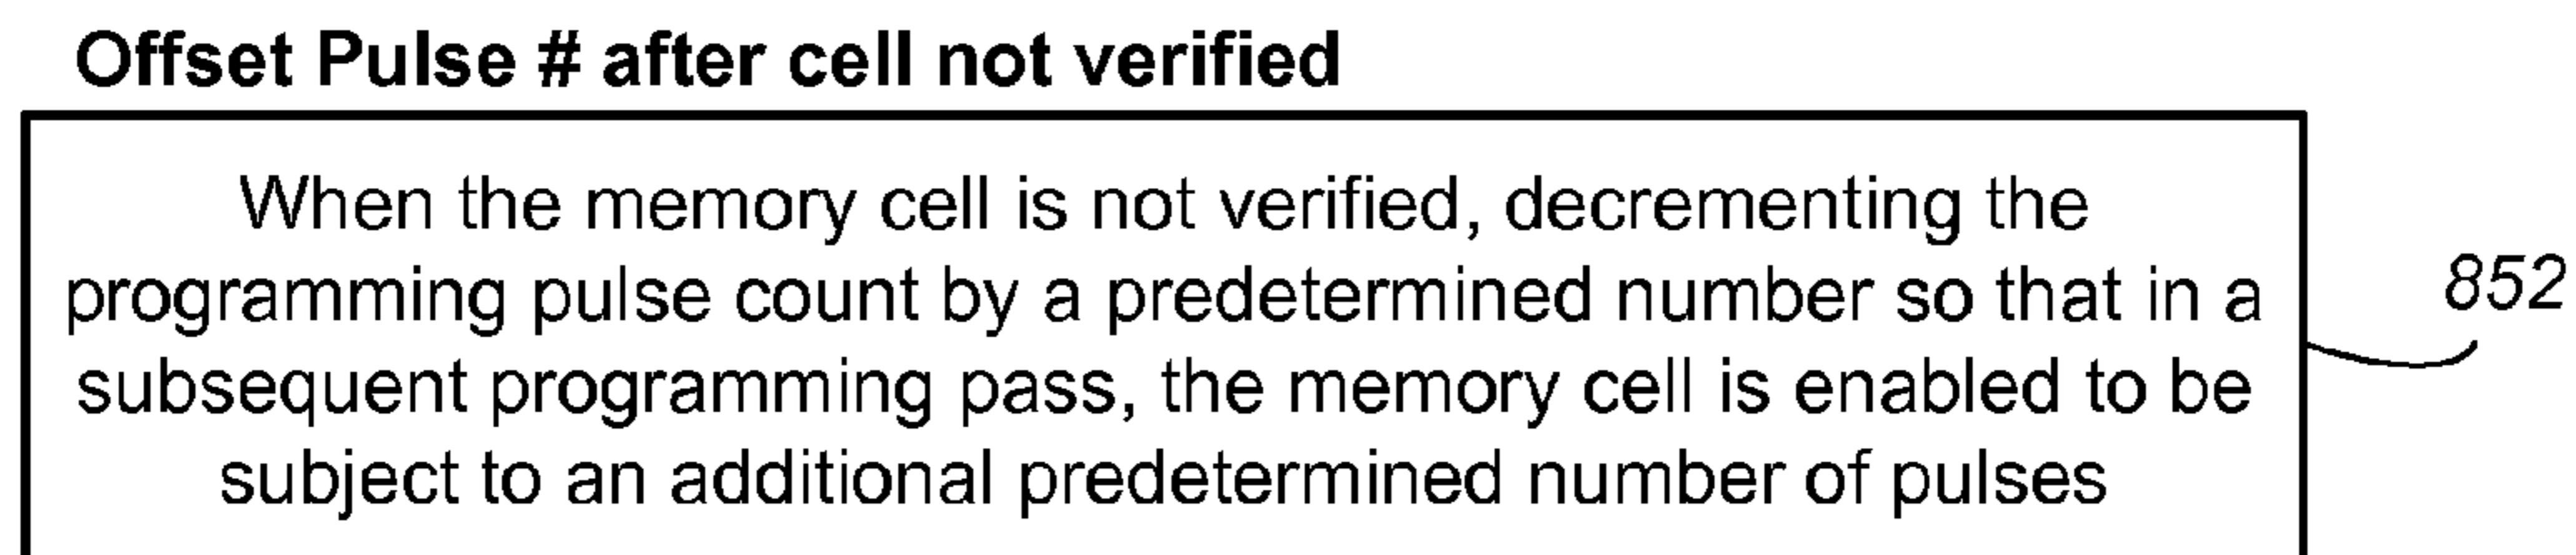 Offset Pulse # after cell not verified
When the memory cell is not verified, decrementing the
programming pulse count by a predetermined number so that in a
subsequent programming pass, the memory cell is enabled to be
subject to an additional predetermined number of pulses
852